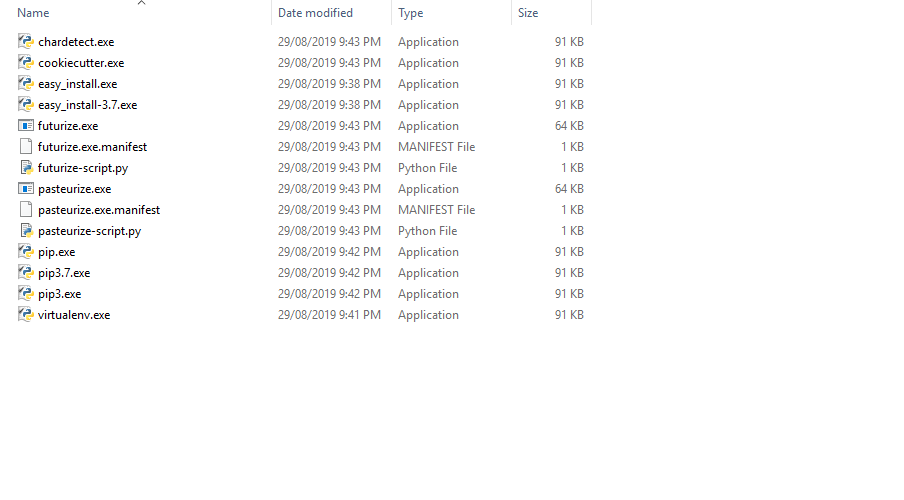 Name Date modified Type Size
chardetect.exe 29/08/2019 9:43 PM Application 91 KB
cookiecutter.exe 29/08/2019 9:43 PM Application 91 KB
easy_install.exe 29/08/2019 9:38 PM Application 91 KB
easy_install-3.7.exe 29/08/2019 9:38 PM Application 91 KB
futurize.exe 29/08/2019 9:43 PM Application 64 KB
futurize.exe.manifest 29/08/2019 9:43 PM MANIFEST File 1 KB
futurize-script.py 29/08/2019 9:43 PM Python File 1 KB
pasteurize.exe 29/08/2019 9:43 PM Application 64 KB
pasteurize.exe.manifest 29/08/2019 9:43 PM MANIFEST File 1 KB
pasteurize-script.py 29/08/2019 9:43 PM Python File 1 KB
pip.exe 29/08/2019 9:42 PM Application 91 KB
pip3.7.exe 29/08/2019 9:42 PM Application 91 KB
pip3.exe 29/08/2019 9:42 PM Application 91 KB
virtualenv.exe 29/08/2019 9:41 PM Application 91 KB